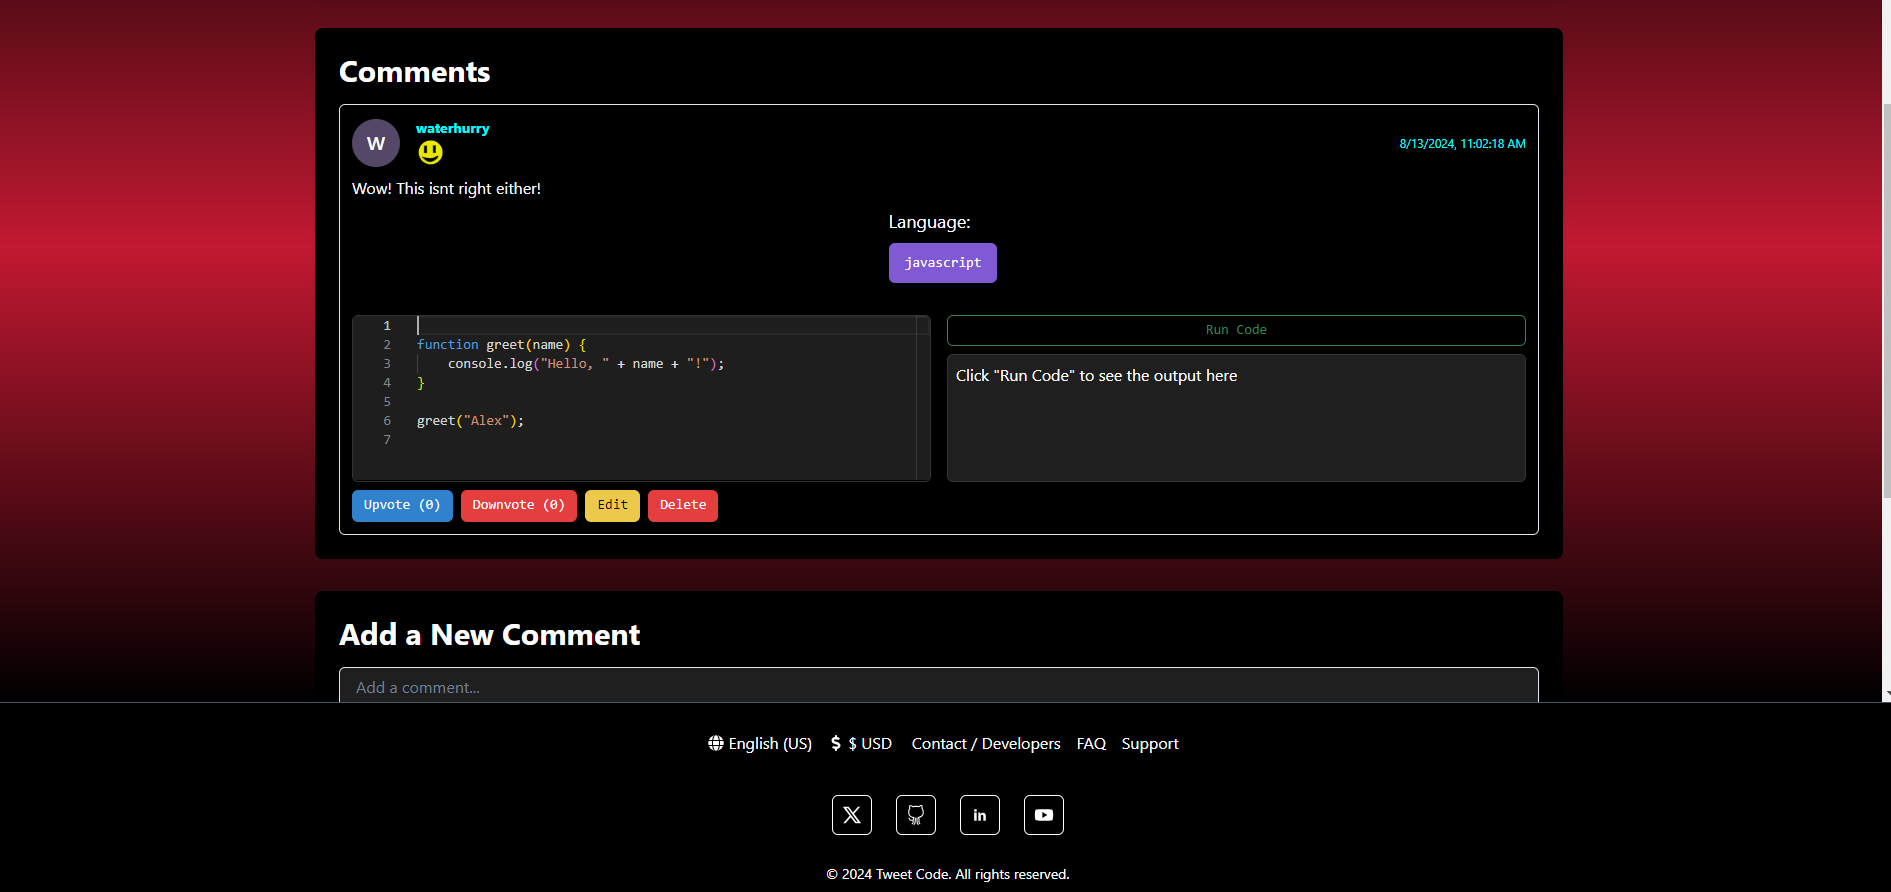 Comments
W
waterhurry
8/13/2024, 11:02:18 AM
Wow! This isnt right either!
Language:
javascript
1
2 function greet(name) {
3     console.log("Hello, " + name + "!");
4 }
5
6 greet("Alex");
7
Run Code
Click "Run Code" to see the output here
Upvote (0) Downvote (0) Edit Delete
Add a New Comment
Add a comment...
English (US) $ USD Contact / Developers FAQ Support
X in
© 2024 Tweet Code. All rights reserved.